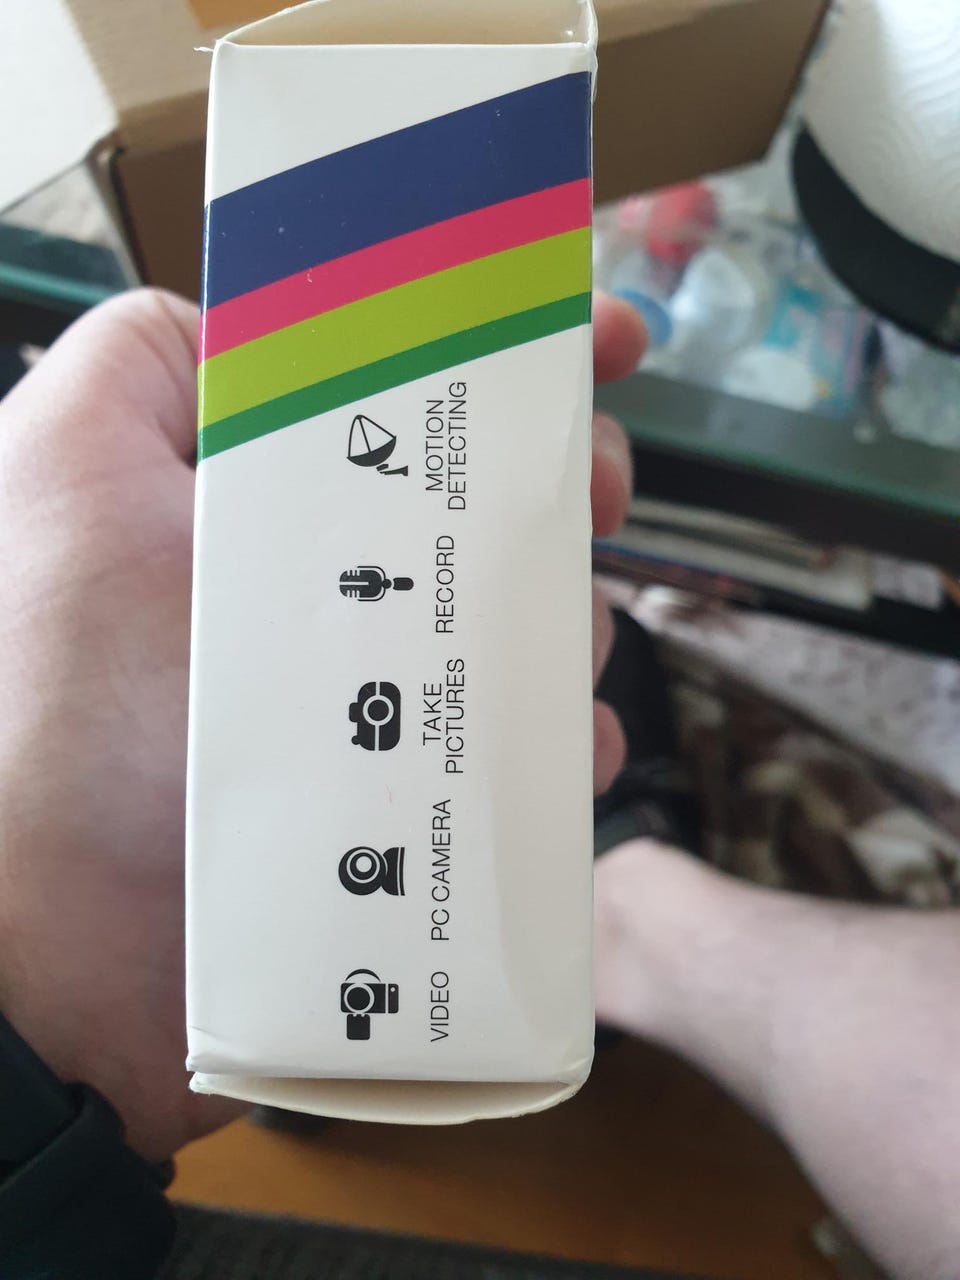 VIDEO
PC CAMERA
TAKE
PICTURES
RECORD
MOTION
DETECTING